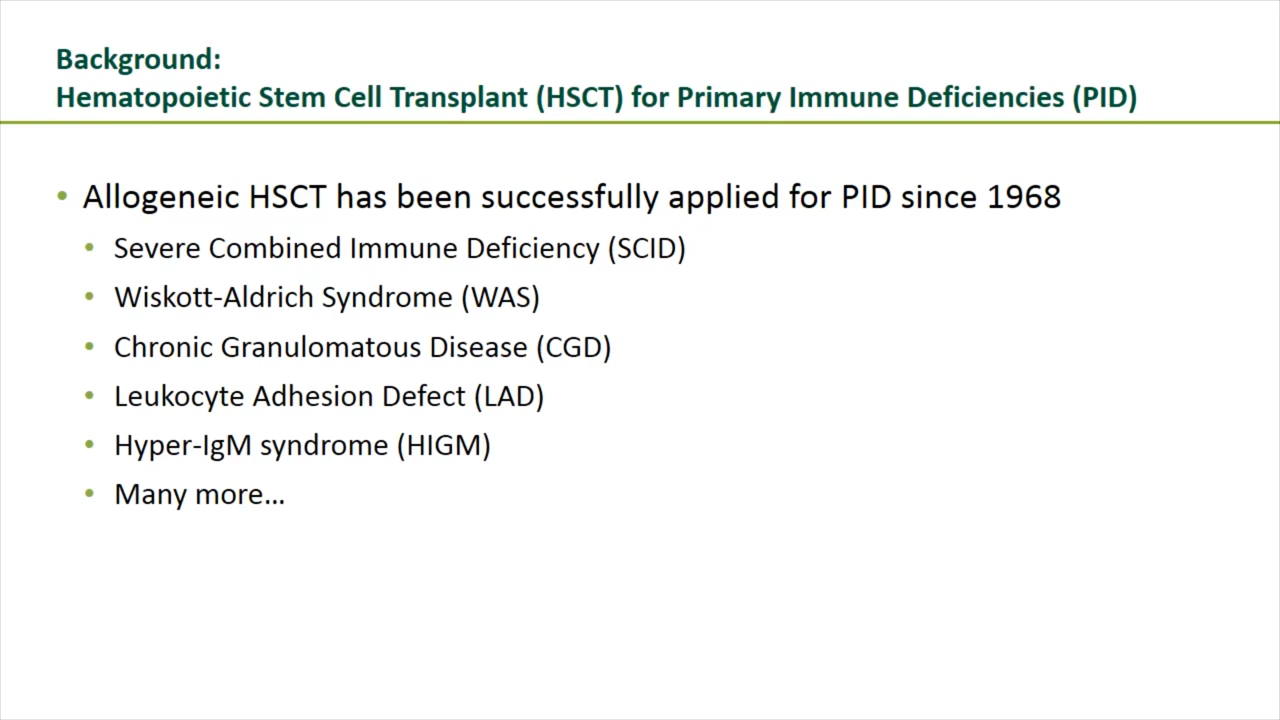 Background:
Hematopoietic Stem Cell Transplant (HSCT) for Primary Immune Deficiencies (PID)
• Allogeneic HSCT has been successfully applied for PID since 1968
• Severe Combined Immune Deficiency (SCID)
• Wiskott-Aldrich Syndrome (WAS)
• Chronic Granulomatous Disease (CGD)
• Leukocyte Adhesion Defect (LAD)
• Hyper-IgM syndrome (HIGM)
• Many more...